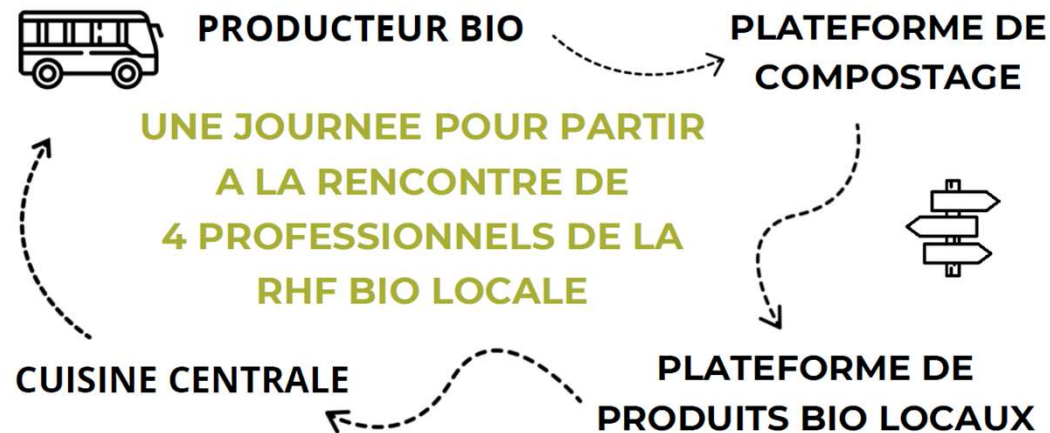 PRODUCTEUR BIO
PLATEFORME DE
COMPOSTAGE
UNE JOURNEE POUR PARTIR
A LA RENCONTRE DE
4 PROFESSIONNELS DE LA
RHF BIO LOCALE
CUISINE CENTRALE
PLATEFORME DE
PRODUITS BIO LOCAUX